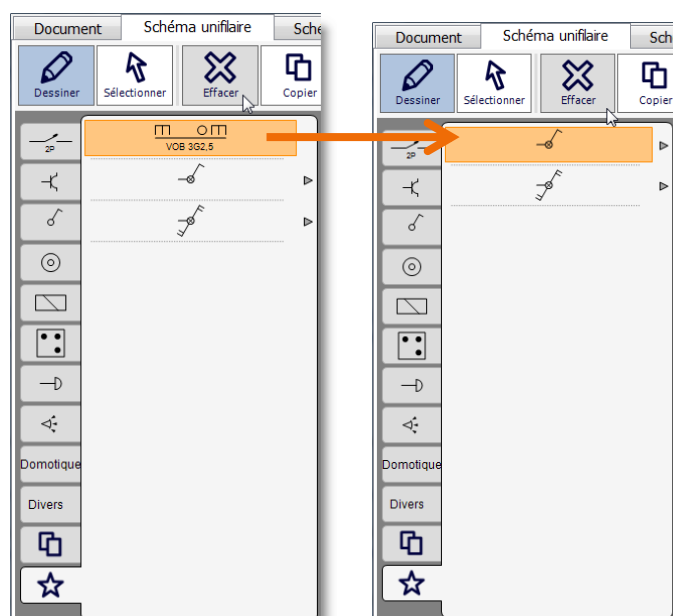 Document Schéma unifilaire Sche
Dessiner Sélectionner Effacer Copier
2P
VOB 3G2,5
Domotique
Divers
Document Schéma unifilaire Sch
Dessiner Sélectionner Effacer Copier
2P
Domotique
Divers